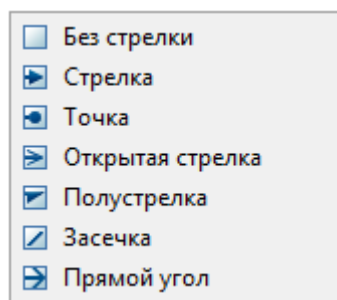 Без стрелки
Стрелка
Точка
Открытая стрелка
Полустрелка
Засечка
Прямой угол